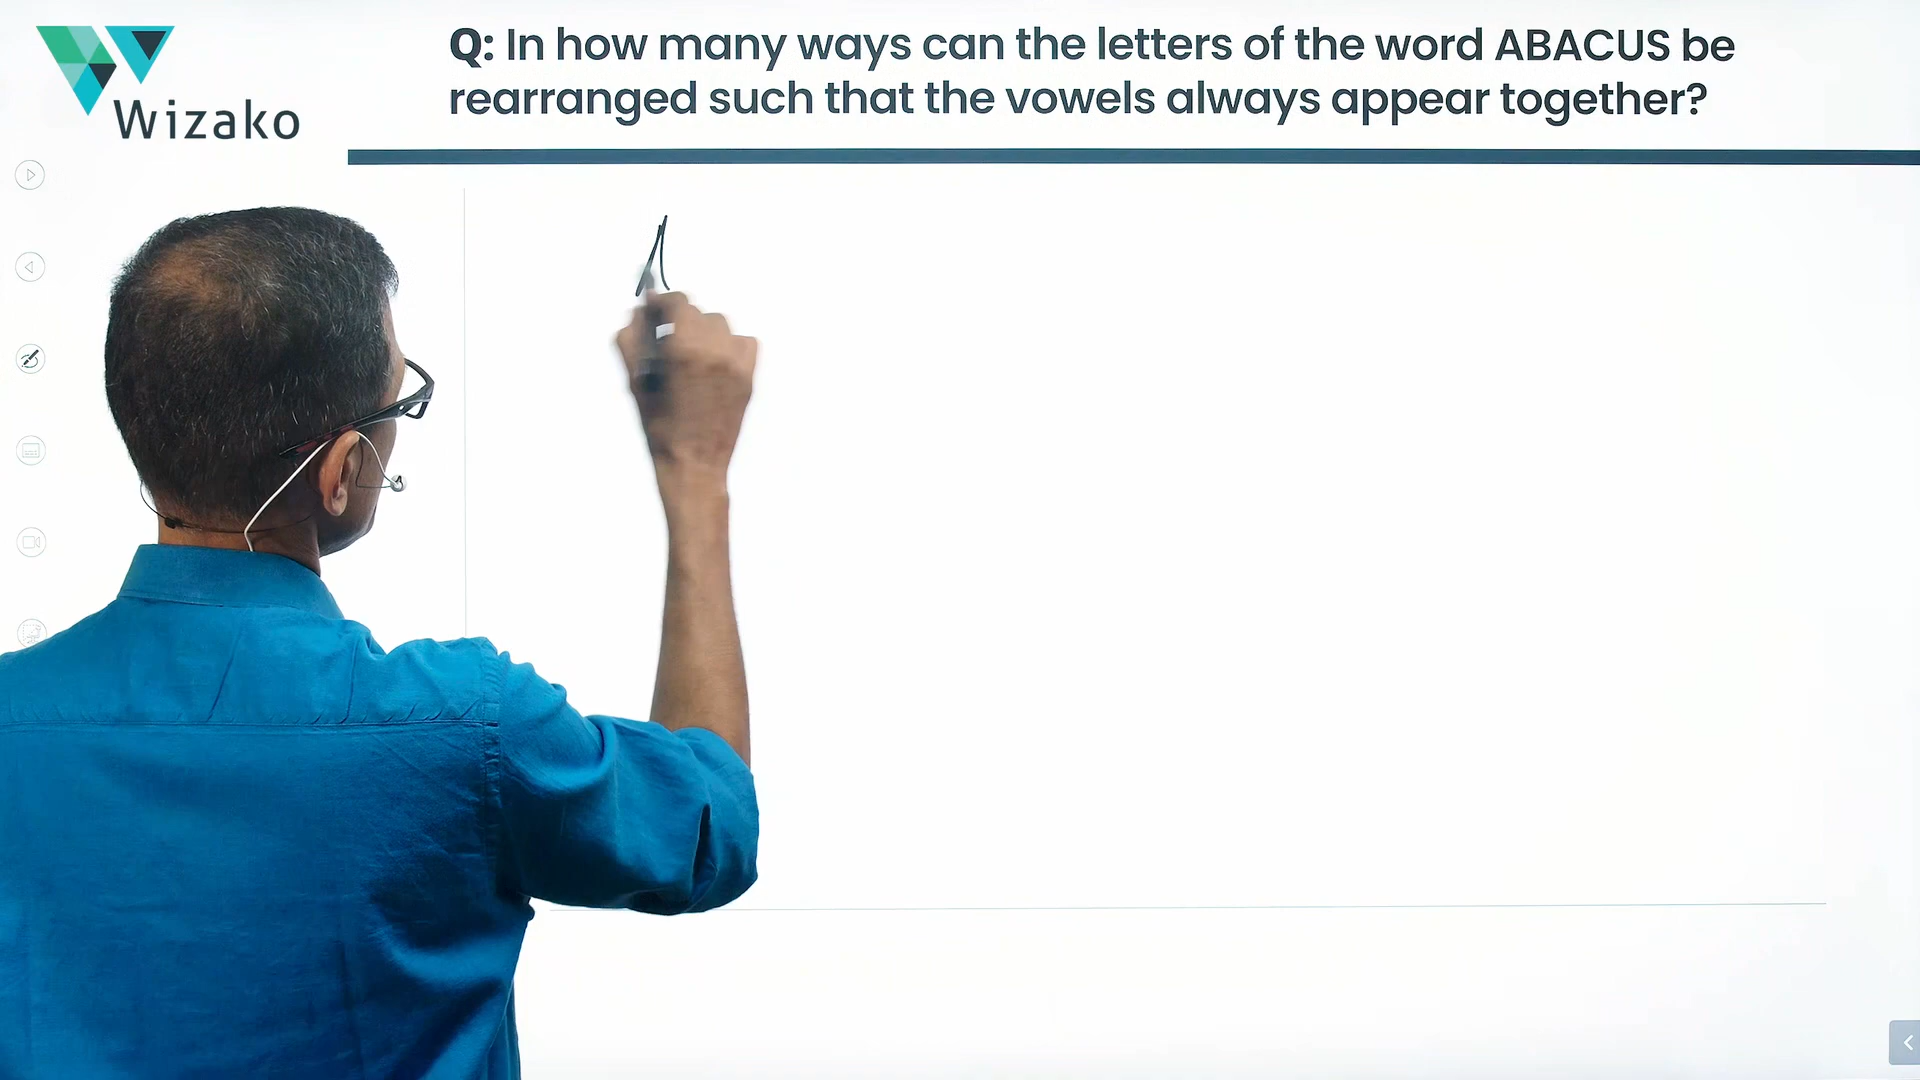 Wizako
Q: In how many ways can the letters of the word ABACUS be
rearranged such that the vowels always appear together?